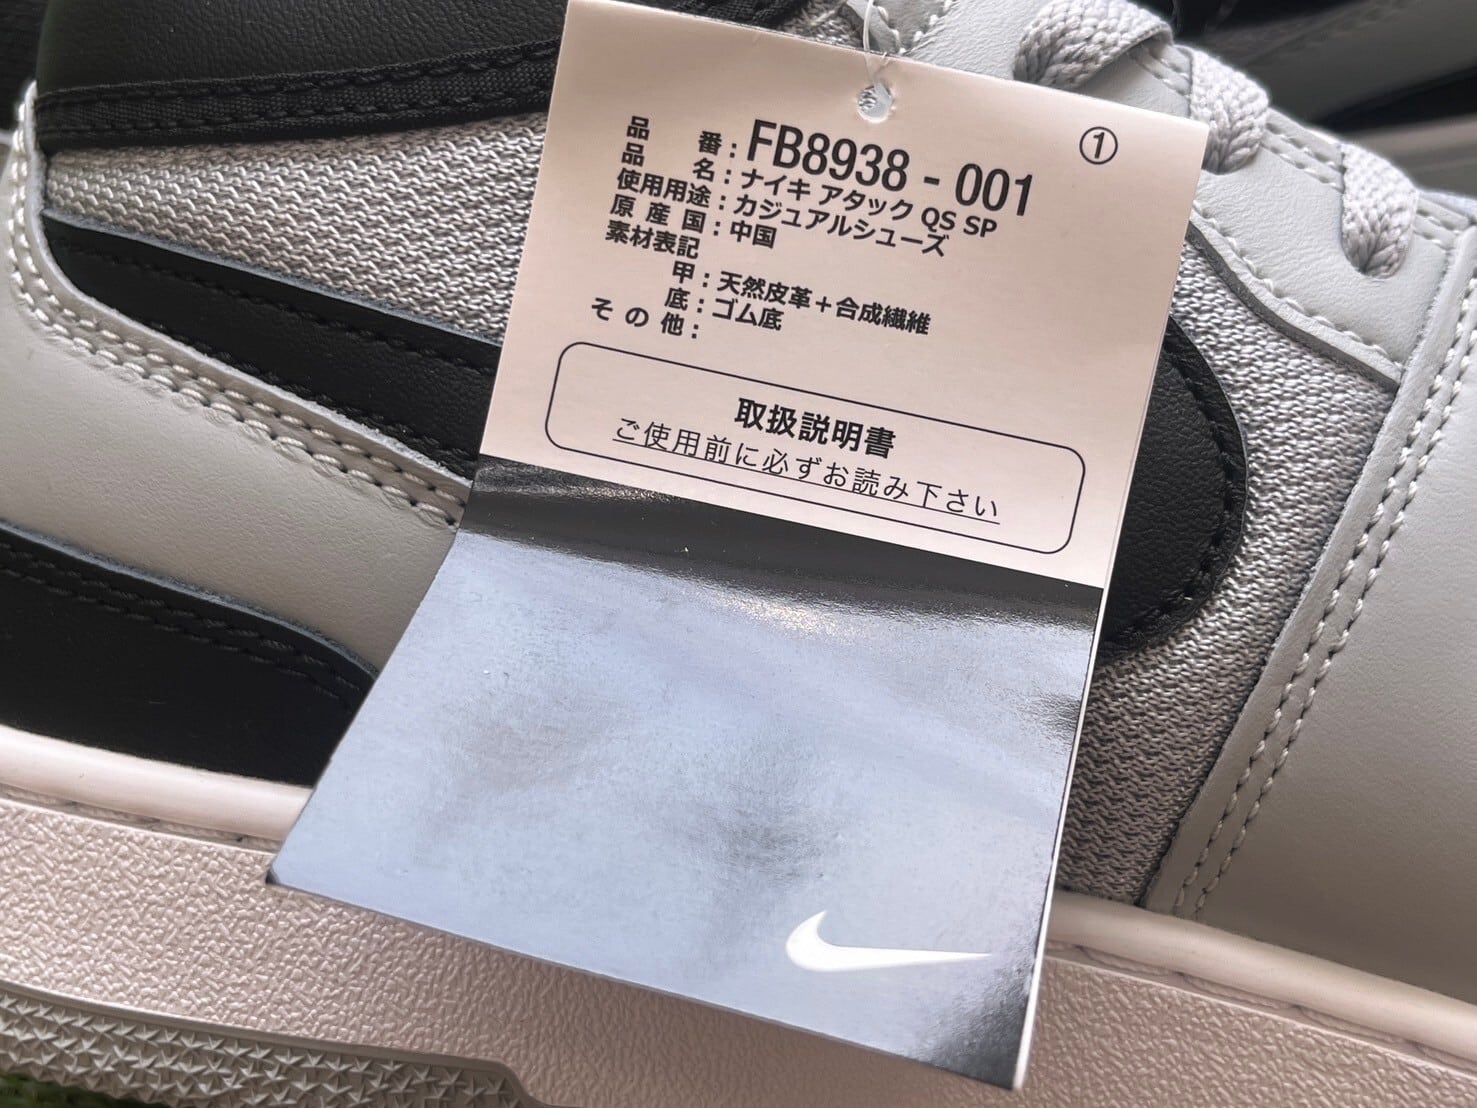 ①
品番：FB8938 - 001
品名：ナイキ アタック QS SP
使用用途：カジュアルシューズ
原産国：中国
素材表記
甲：天然皮革＋合成繊維
底：ゴム底
その他：
取扱説明書
ご使用前に必ずお読み下さい